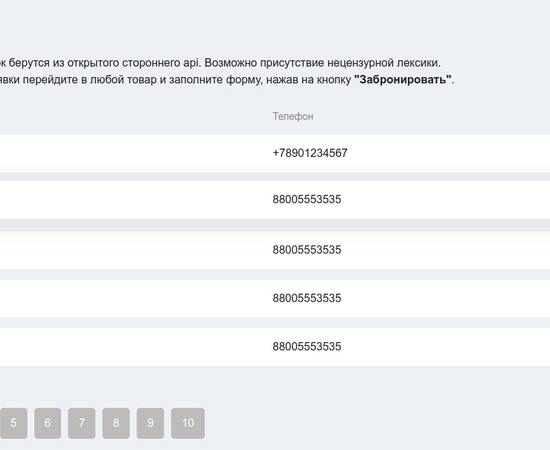 к берутся из открытого стороннего api. Возможно присутствие нецензурной лексики.
явки перейдите в любой товар и заполните форму, нажав на кнопку "Забронировать".
Телефон
+78901234567
88005553535
88005553535
88005553535
88005553535
5 6 7 8 9 10